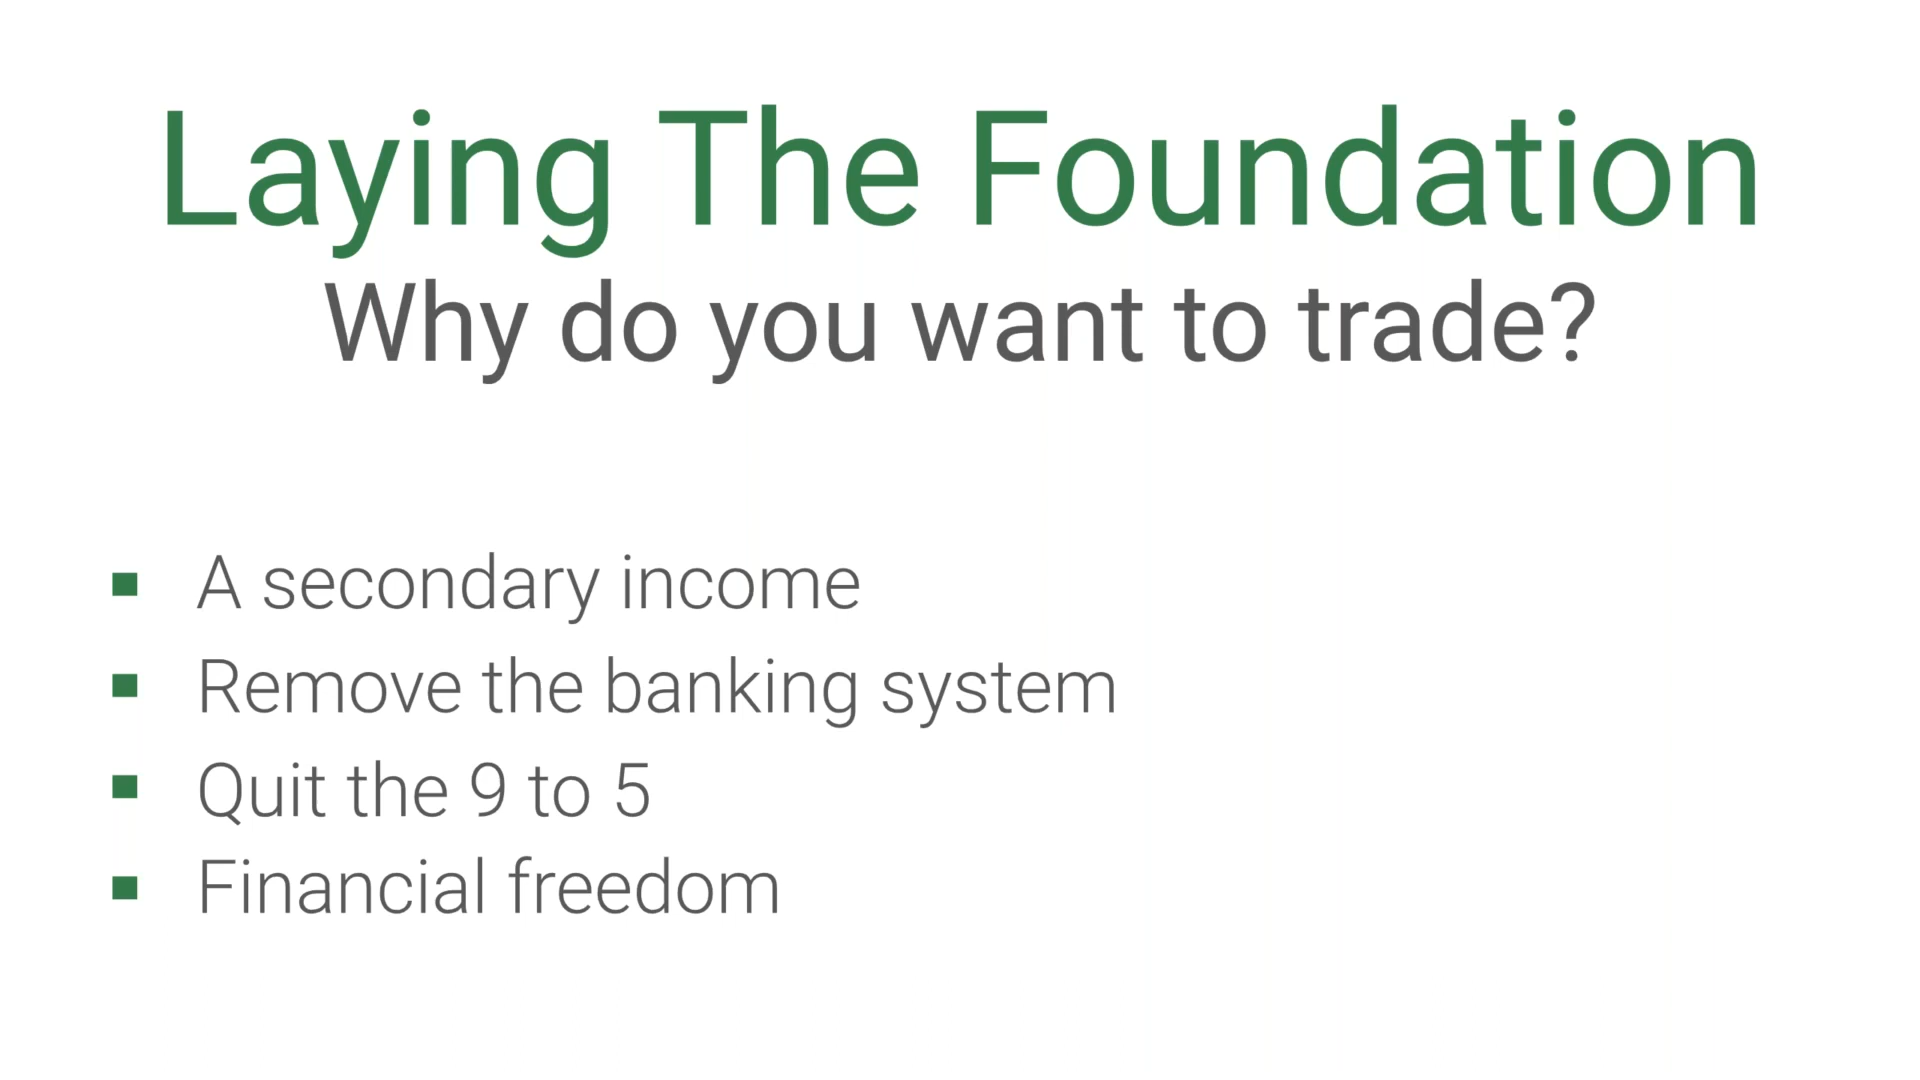 Laying The Foundation
Why do you want to trade?
A secondary income
Remove the banking system
Quit the 9 to 5
Financial freedom